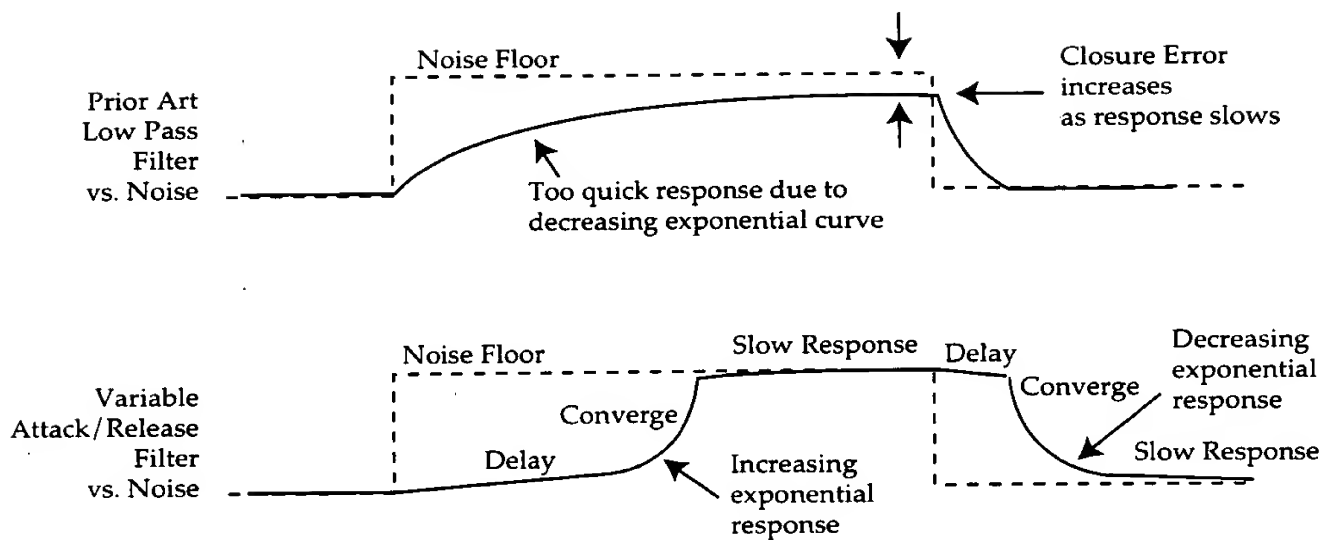 Noise Floor
Prior Art
Low Pass
Filter
vs. Noise
Closure Error
increases
as response slows
Too quick response due to
decreasing exponential curve
Variable
Attack/Release
Filter
vs. Noise
Noise Floor
Delay
Converge
Slow Response
Increasing
exponential
response
Delay
Converge
Decreasing
exponential
response
Slow Response